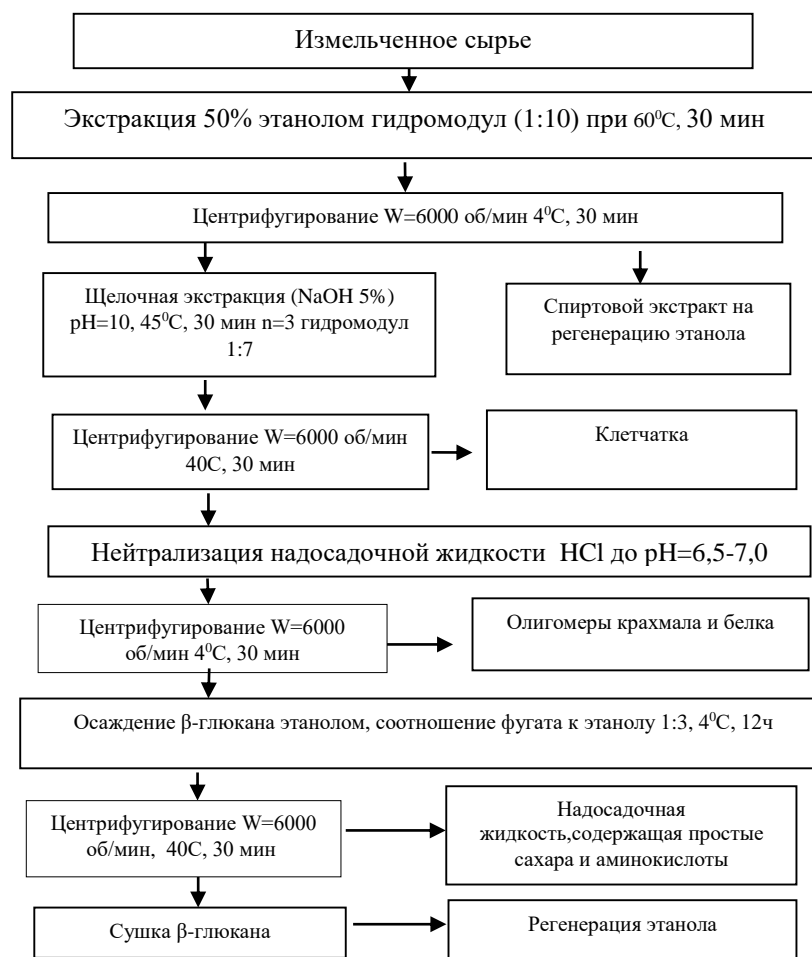 Измельченное сырье
Экстракция 50% этанолом гидромодул (1:10) при 60⁰С, 30 мин
Центрифугирование W=6000 об/мин 4⁰С, 30 мин
Щелочная экстракция (NaOH 5%)
pH=10, 45⁰С, 30 мин n=3 гидромодул
1:7
Спиртовой экстракт на
регенерацию этанола
Центрифугирование W=6000 об/мин
40С, 30 мин
Клетчатка
Нейтрализация надосадочной жидкости HCl до pH=6,5-7,0
Центрифугирование W=6000
об/мин 4⁰С, 30 мин
Олигомеры крахмала и белка
Осаждение β-глюкана этанолом, соотношение фугата к этанолу 1:3, 4⁰С, 12ч
Центрифугирование W=6000
об/мин, 40С, 30 мин
Надосадочная
жидкость,содержащая простые
сахара и аминокислоты
Сушка β-глюкана
Регенерация этанола